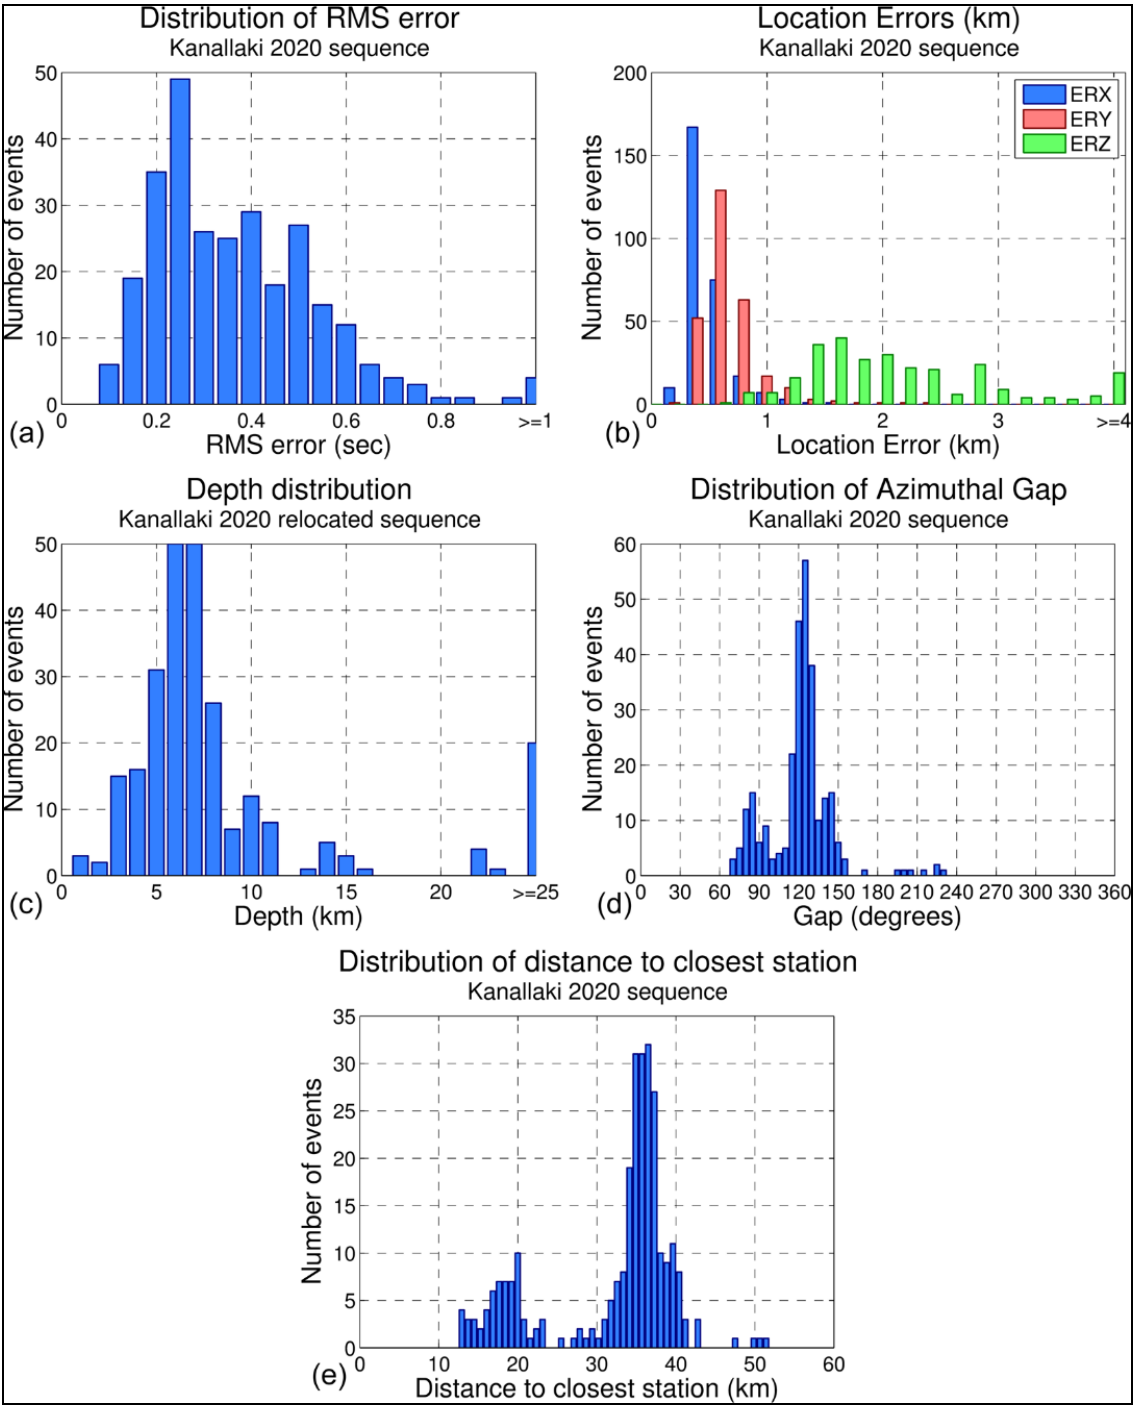 Distribution of RMS error
Kanallaki 2020 sequence
Number of events
50
40
30
20
10
0
0 0.2 0.4 0.6 0.8 >=1
RMS error (sec)
(a)
Location Errors (km)
Kanallaki 2020 sequence
Number of events
200
150
100
50
0
ERX
ERY
ERZ
0 1 2 3 >=4
Location Error (km)
(b)
Depth distribution
Kanallaki 2020 relocated sequence
Number of events
50
40
30
20
10
0
0 5 10 15 20 >=25
Depth (km)
(c)
Distribution of Azimuthal Gap
Kanallaki 2020 sequence
Number of events
60
50
40
30
20
10
0
0 30 60 90 120 150 180 210 240 270 300 330 360
Gap (degrees)
(d)
Distribution of distance to closest station
Kanallaki 2020 sequence
Number of events
35
30
25
20
15
10
5
0
0 10 20 30 40 50 60
Distance to closest station (km)
(e)